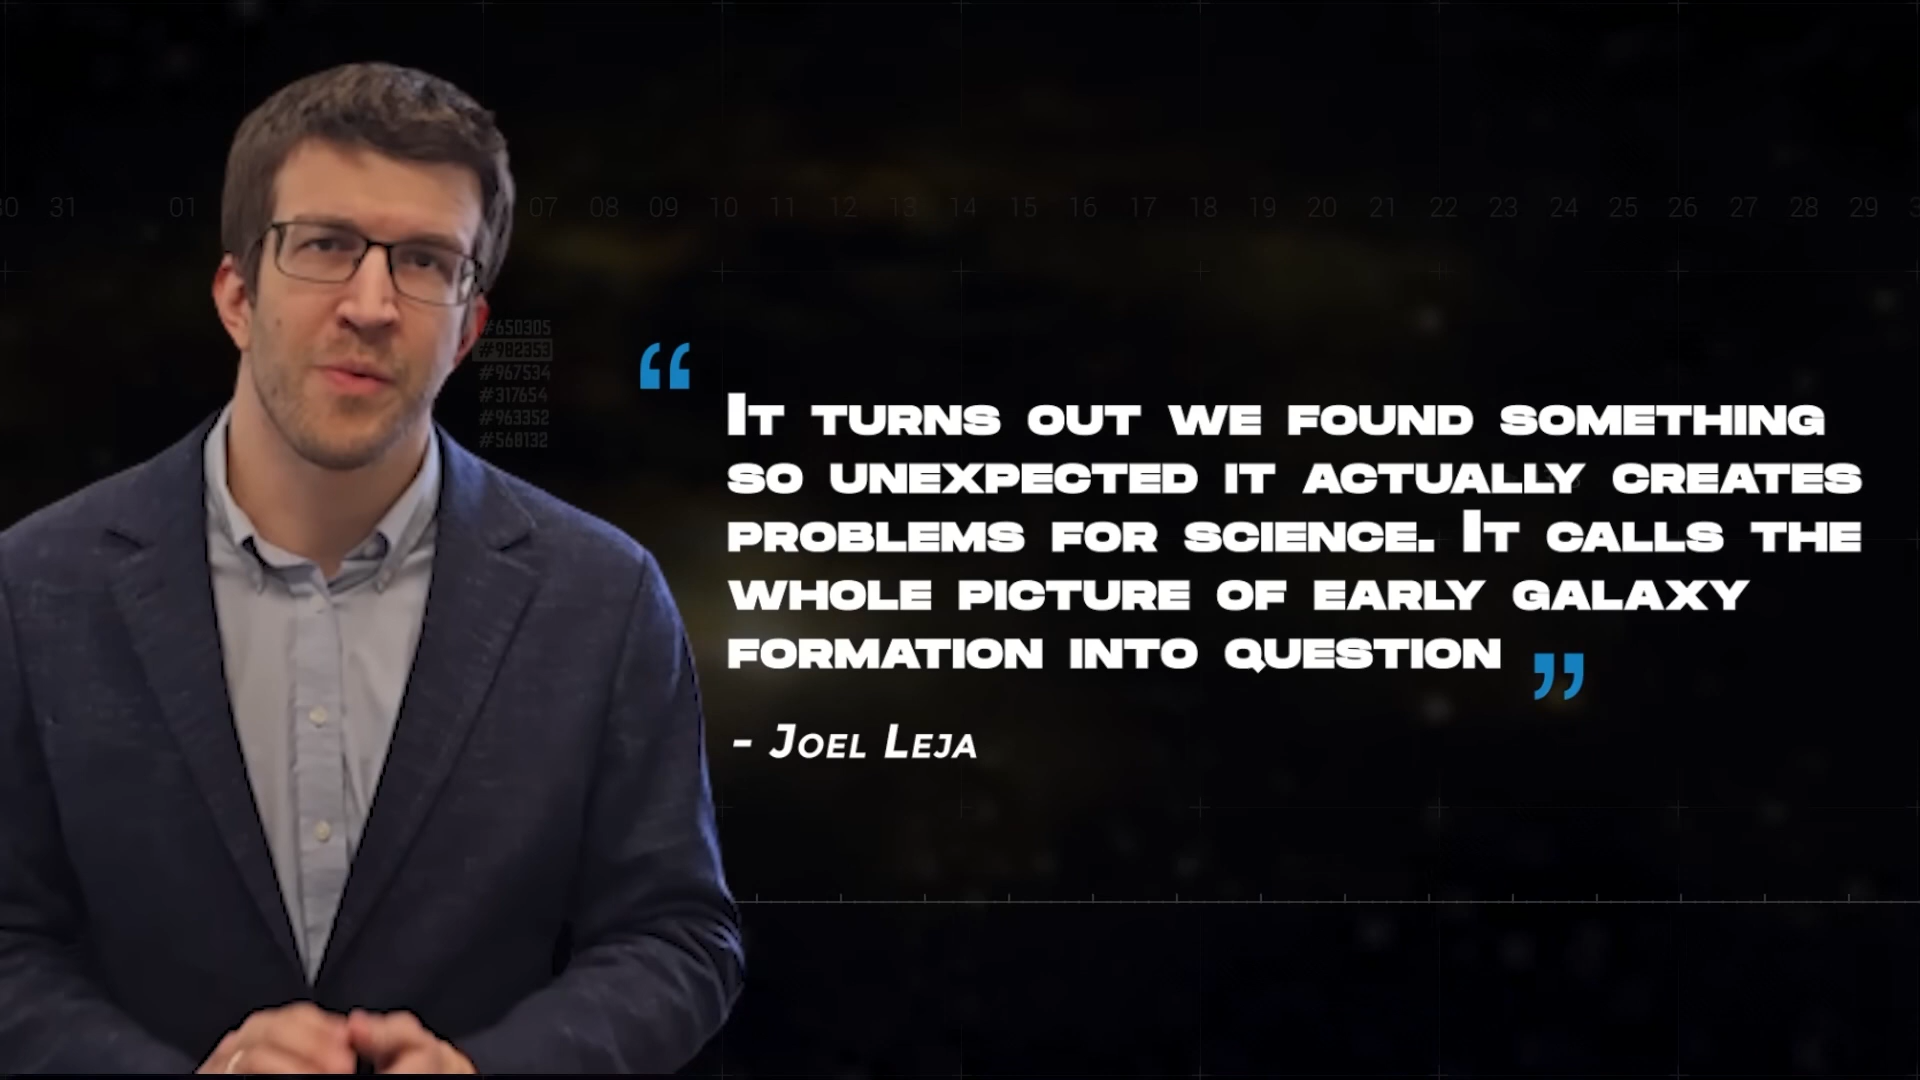 30 31 01 07 08 09 10 11 12 13 14 15 16 17 18 19 20 21 22 23 24 25 26 27 28 29
#650305
#982353
#967534
#317654
#963352
#568132
“
It turns out we found something
so unexpected it actually creates
problems for science. It calls the
whole picture of early galaxy
formation into question ”
- Joel Leja